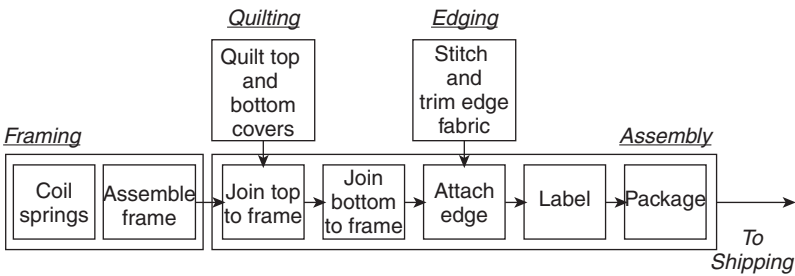 Quilting
Edging
Quilt top
and
bottom
covers
Stitch
and
trim edge
fabric
Framing
Assembly
Coil
springs
Assemble
frame
Join top
to frame
Join
bottom
to frame
Attach
edge
Label
Package
To
Shipping